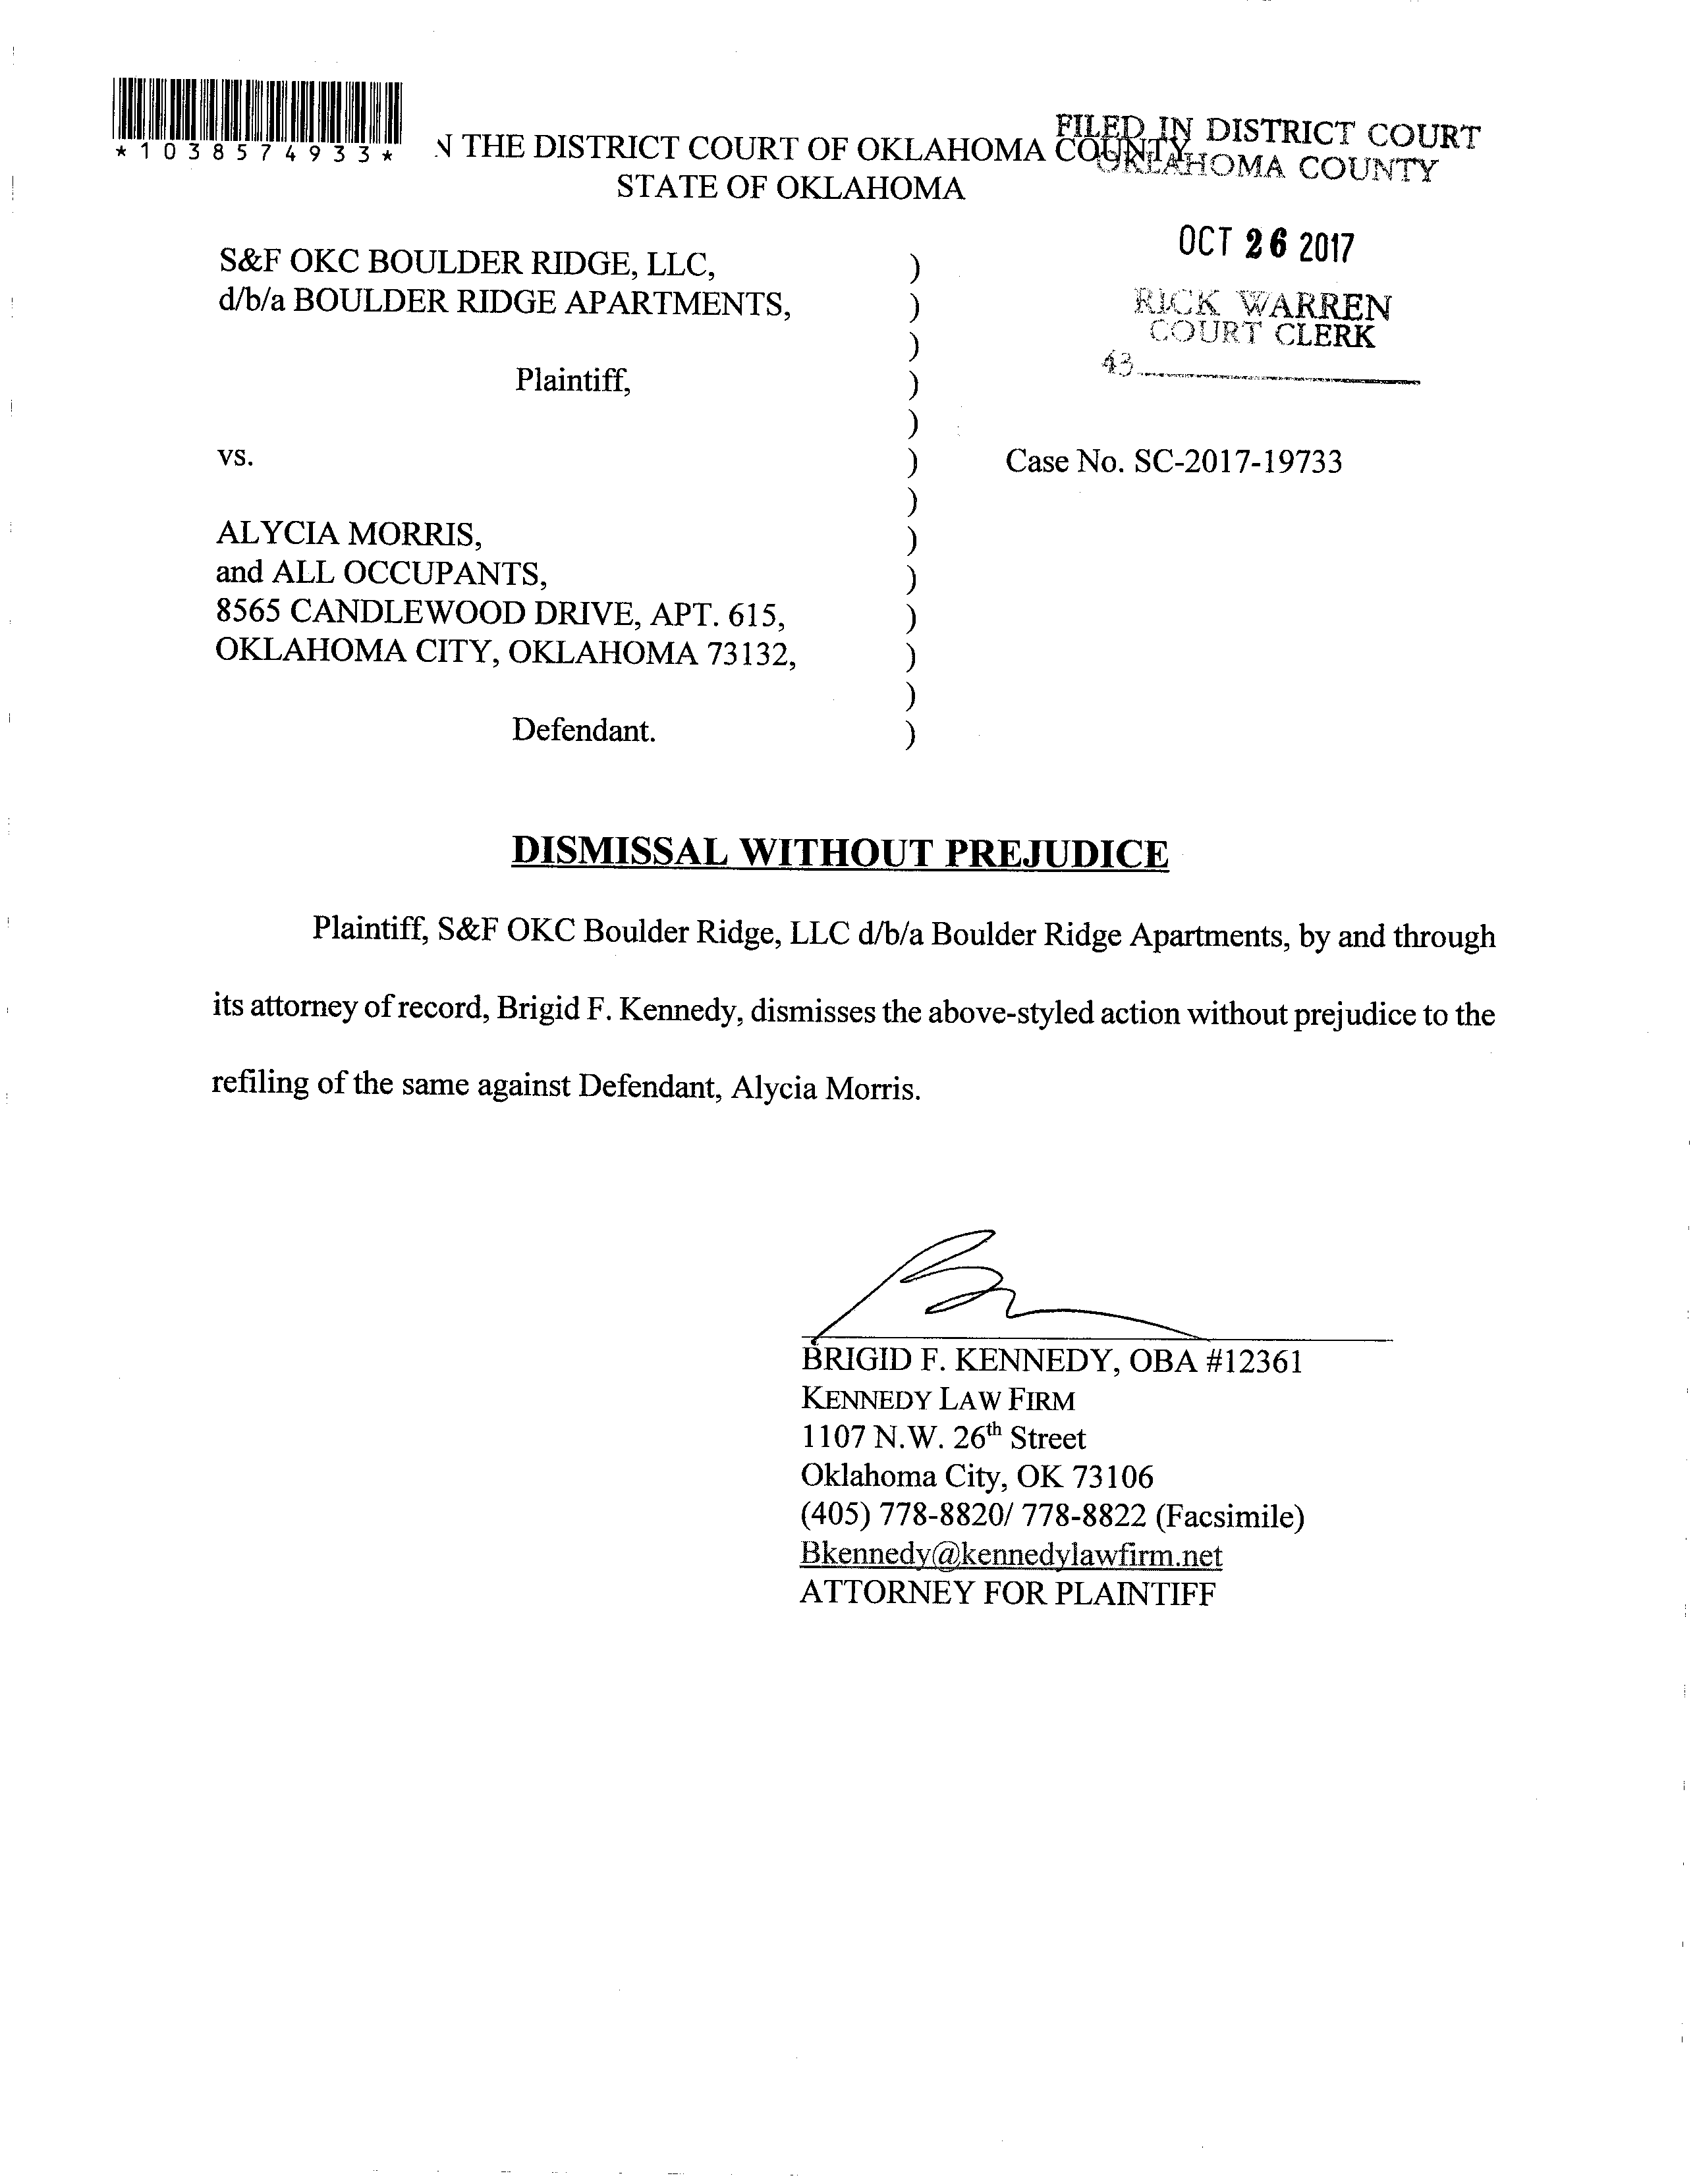 *1038574933*
N THE DISTRICT COURT OF OKLAHOMA COUNTY
STATE OF OKLAHOMA
FILED IN DISTRICT COURT
OKLAHOMA COUNTY
OCT 26 2017
RICK WARREN
COURT CLERK
43
S&F OKC BOULDER RIDGE, LLC, )
d/b/a BOULDER RIDGE APARTMENTS, )
)
Plaintiff, )
)
vs. ) Case No. SC-2017-19733
)
ALYCIA MORRIS, )
and ALL OCCUPANTS, )
8565 CANDLEWOOD DRIVE, APT. 615, )
OKLAHOMA CITY, OKLAHOMA 73132, )
)
Defendant. )
DISMISSAL WITHOUT PREJUDICE
Plaintiff, S&F OKC Boulder Ridge, LLC d/b/a Boulder Ridge Apartments, by and through
its attorney of record, Brigid F. Kennedy, dismisses the above-styled action without prejudice to the
refiling of the same against Defendant, Alycia Morris.
BRIGID F. KENNEDY, OBA #12361
KENNEDY LAW FIRM
1107 N.W. 26th Street
Oklahoma City, OK 73106
(405) 778-8820/ 778-8822 (Facsimile)
Bkennedy@kennedylawfirm.net
ATTORNEY FOR PLAINTIFF